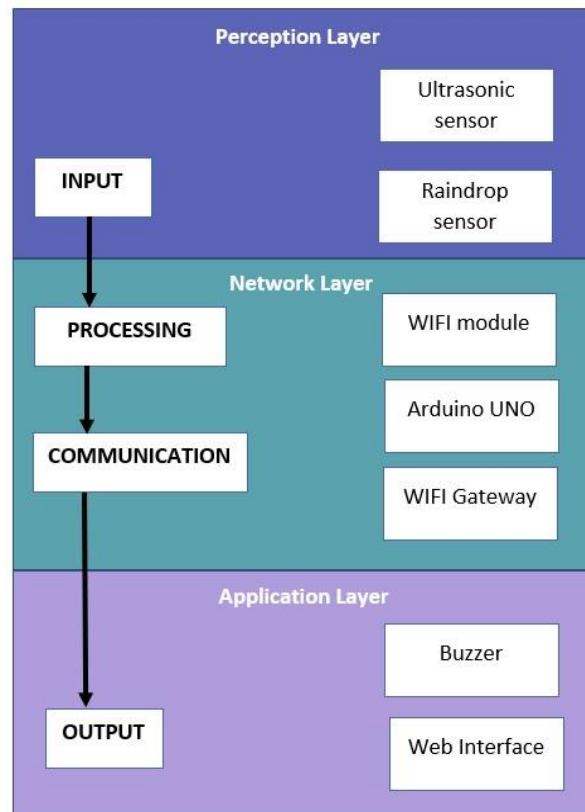 Perception Layer
Ultrasonic
sensor
INPUT
Raindrop
sensor
Network Layer
PROCESSING
WIFI module
Arduino UNO
COMMUNICATION
WIFI Gateway
Application Layer
Buzzer
OUTPUT
Web Interface